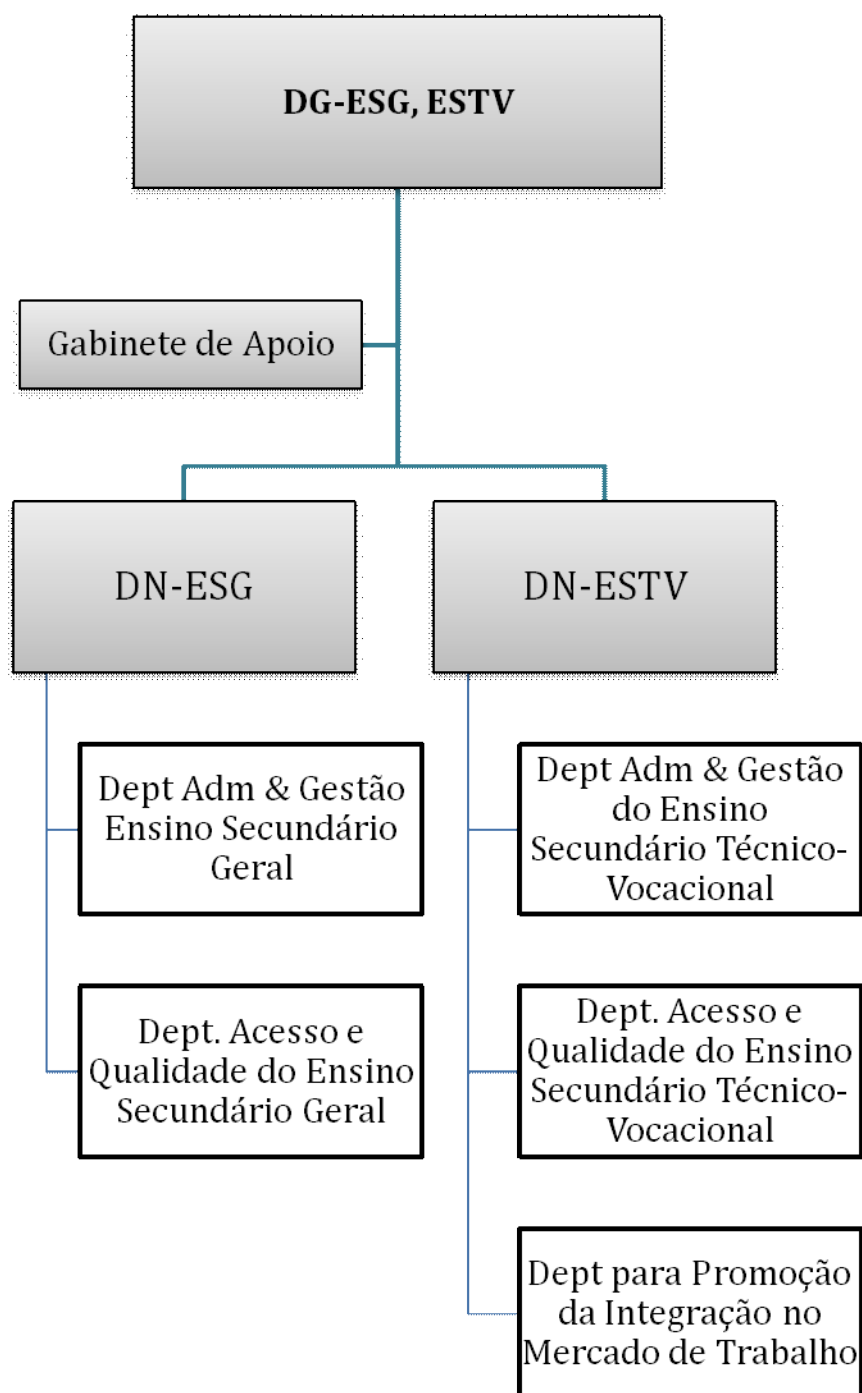 DG-ESG, ESTV
Gabinete de Apoio
DN-ESG
DN-ESTV
Dept Adm & Gestão
Ensino Secundário
Geral
Dept Adm & Gestão
do Ensino
Secundário Técnico-
Vocacional
Dept. Acesso e
Qualidade do Ensino
Secundário Geral
Dept. Acesso e
Qualidade do Ensino
Secundário Técnico-
Vocacional
Dept para Promoção
da Integração no
Mercado de Trabalho